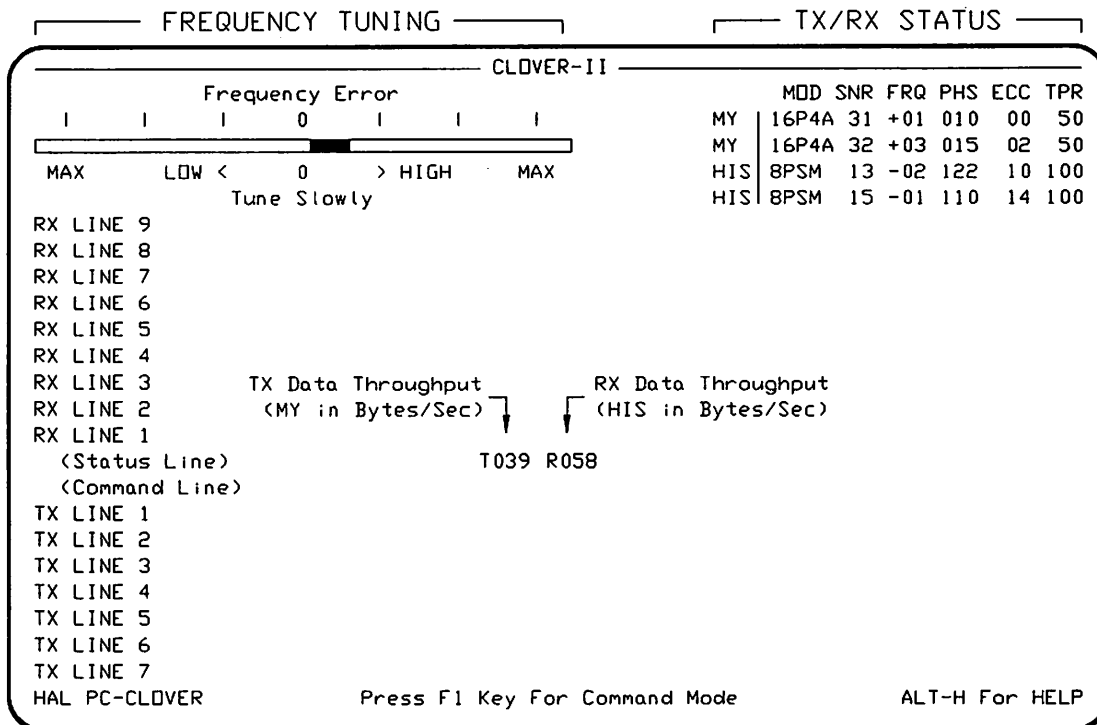 FREQUENCY TUNING TX/RX STATUS
CLOVER-II
Frequency Error MOD SNR FRQ PHS ECC TPR
0 MY 16P4A 31 +01 010 00 50
MY 16P4A 32 +03 015 02 50
MAX LOW < 0 > HIGH MAX HIS 8PSM 13 -02 122 10 100
Tune Slowly HIS 8PSM 15 -01 110 14 100
RX LINE 9
RX LINE 8
RX LINE 7
RX LINE 6
RX LINE 5
RX LINE 4
RX LINE 3 TX Data Throughput RX Data Throughput
RX LINE 2 (MY in Bytes/Sec) (HIS in Bytes/Sec)
RX LINE 1
(Status Line) T039 R058
(Command Line)
TX LINE 1
TX LINE 2
TX LINE 3
TX LINE 4
TX LINE 5
TX LINE 6
TX LINE 7
HAL PC-CLOVER Press F1 Key For Command Mode ALT-H For HELP